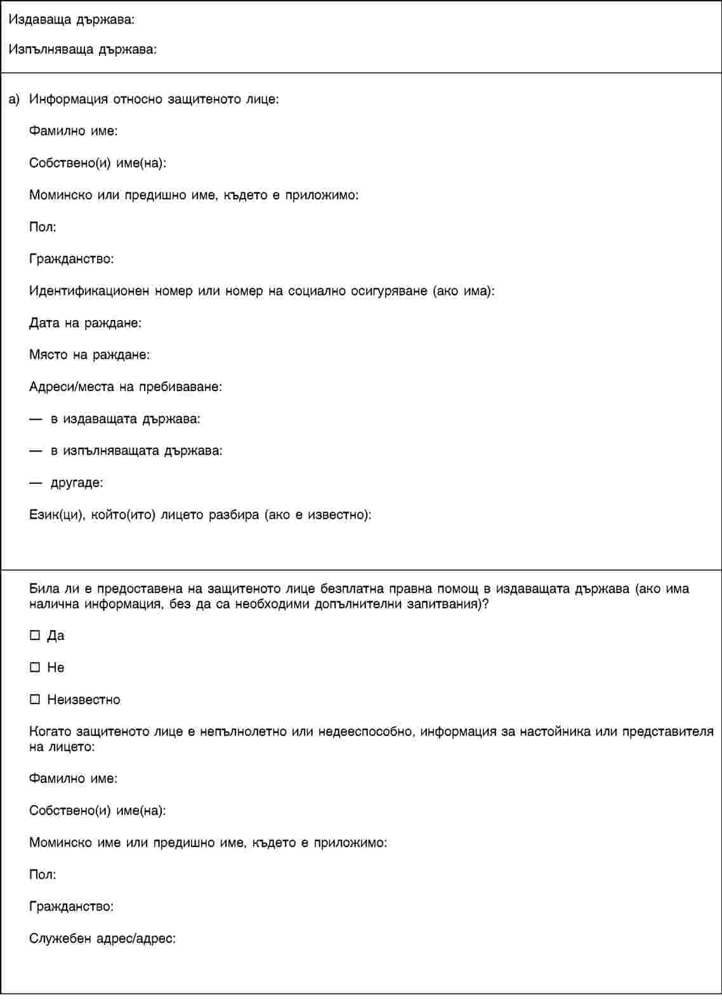 Издаваща държава:
Изпълняваща държава:
а) Информация относно защитеното лице:
Фамилно име:
Собствено(и) име(на):
Моминско или предишно име, където е приложимо:
Пол:
Гражданство:
Идентификационен номер или номер на социално осигуряване (ако има):
Дата на раждане:
Място на раждане:
Адреси/места на пребиваване:
— в издаващата държава:
— в изпълняващата държава:
— другаде:
Език(ци), който(ито) лицето разбира (ако е известно):
Била ли е предоставена на защитеното лице безплатна правна помощ в издаващата държава (ако има
налична информация, без да са необходими допълнителни запитвания)?
☐ Да
☐ Не
☐ Неизвестно
Когато защитеното лице е непълнолетно или недееспособно, информация за настойника или представителя
на лицето:
Фамилно име:
Собствено(и) име(на):
Моминско име или предишно име, където е приложимо:
Пол:
Гражданство:
Служебен адрес/адрес: